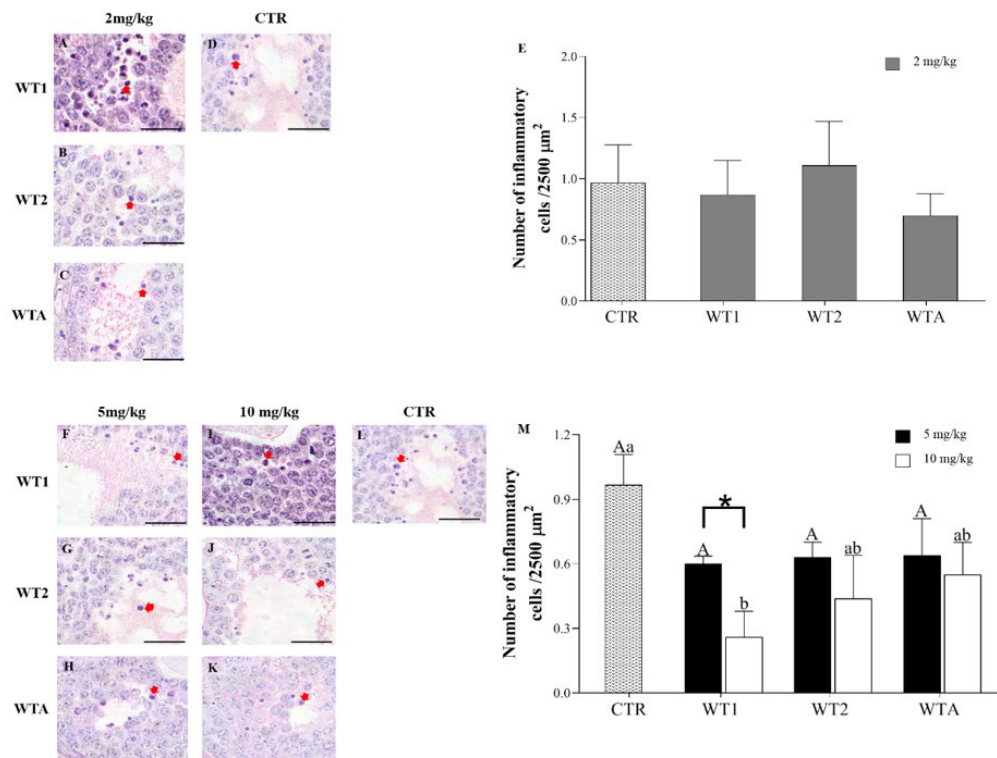 2mg/kg CTR
A
D
WT1
B
WT2
C
WTA
E
2 mg/kg
Number of inflammatory
cells /2500 μm²
2.0
1.5
1.0
0.5
0.0
CTR WT1 WT2 WTA
5mg/kg 10 mg/kg CTR
F
I
L
WT1
G
J
WT2
H
K
WTA
M
5 mg/kg
10 mg/kg
Number of inflammatory
cells /2500 μm²
1.2
0.9
0.6
0.3
0.0
Aa
*
A
b
A
ab
A
ab
CTR WT1 WT2 WTA